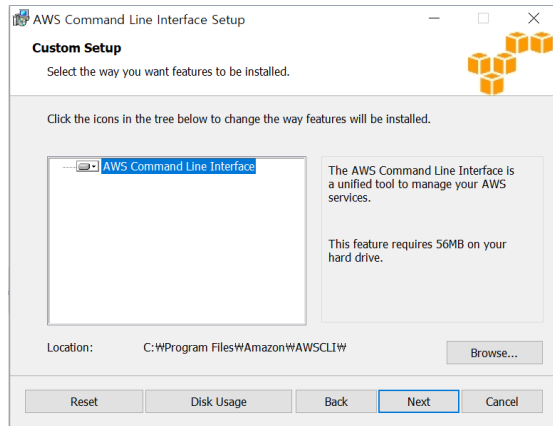 AWS Command Line Interface Setup
Custom Setup
Select the way you want features to be installed.
Click the icons in the tree below to change the way features will be installed.
AWS Command Line Interface
The AWS Command Line Interface is
a unified tool to manage your AWS
services.
This feature requires 56MB on your
hard drive.
Location: C:₩Program Files₩Amazon₩AWSCLI₩
Browse...
Reset Disk Usage Back Next Cancel